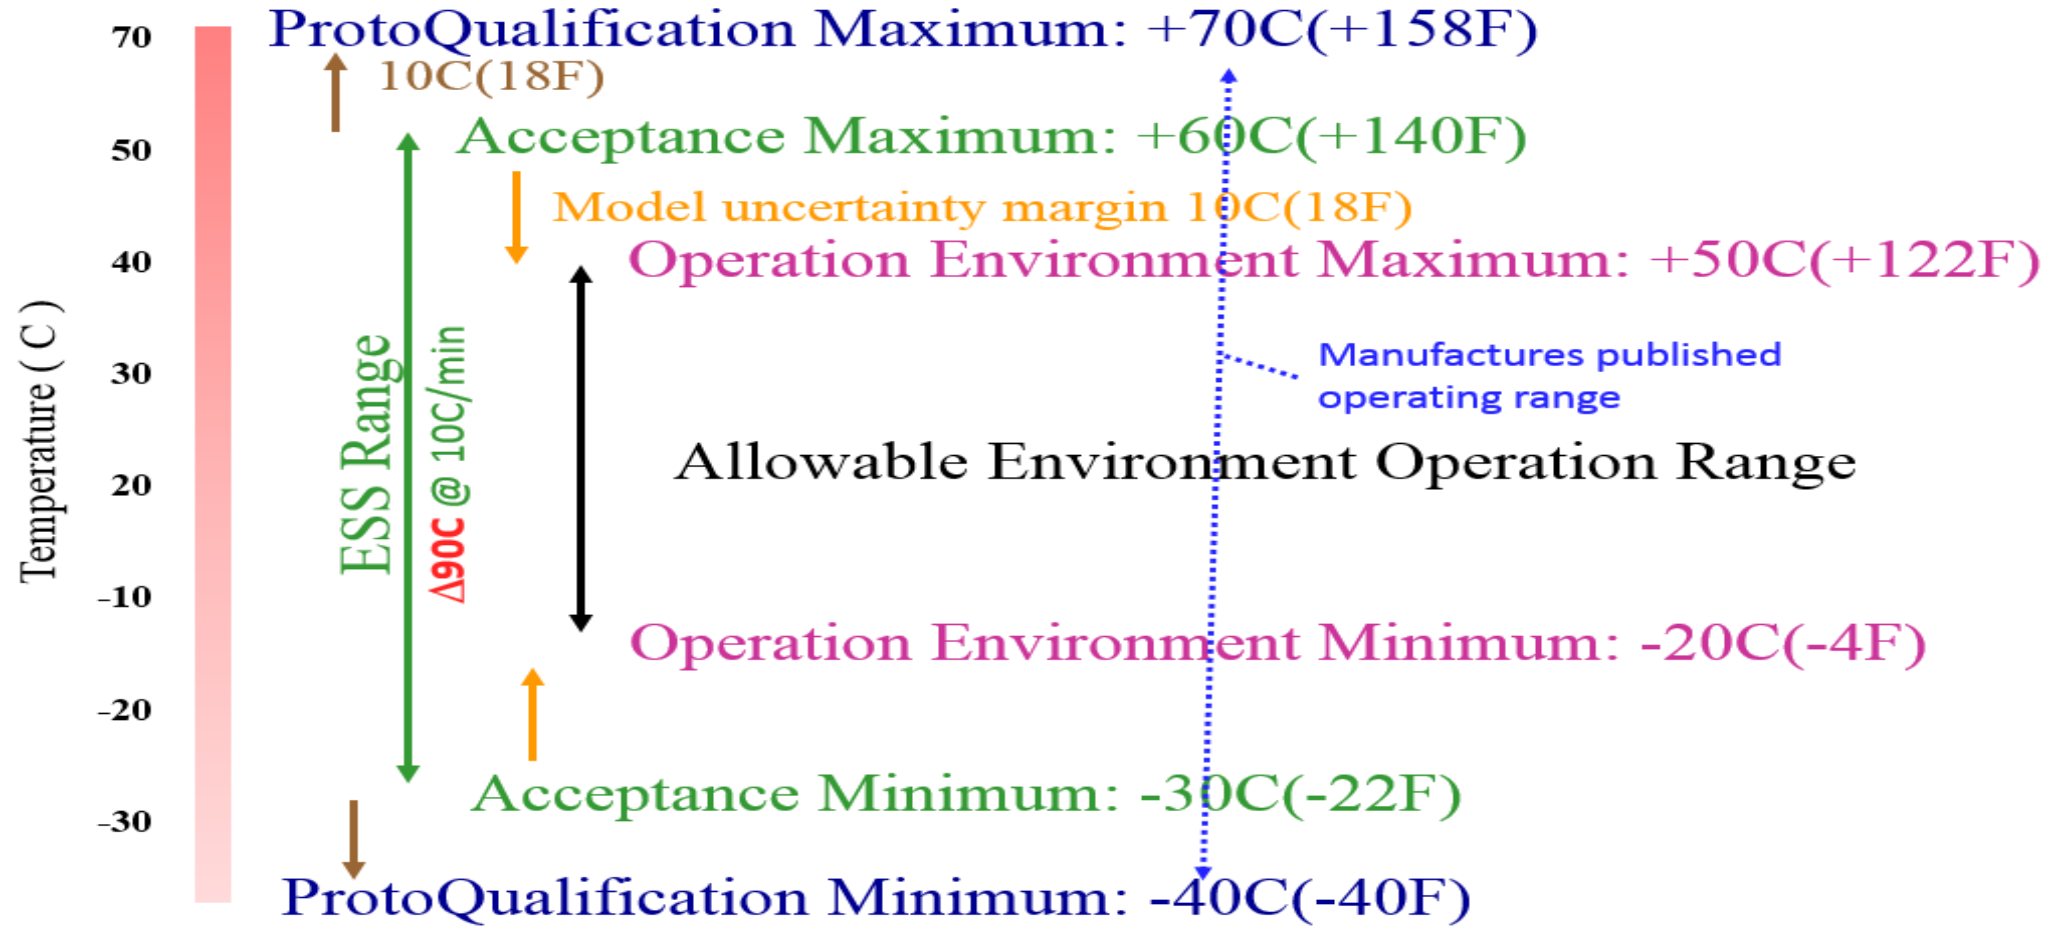 70
ProtoQualification Maximum: +70C(+158F)
10C(18F)
Acceptance Maximum: +60C(+140F)
50
Model uncertainty margin 10C(18F)
Operation Environment Maximum: +50C(+122F)
40
Temperature ( C )
ESS Range
Δ90C @ 10C/min
Manufactures published
operating range
30
Allowable Environment Operation Range
20
-10
Operation Environment Minimum: -20C(-4F)
-20
Acceptance Minimum: -30C(-22F)
-30
ProtoQualification Minimum: -40C(-40F)